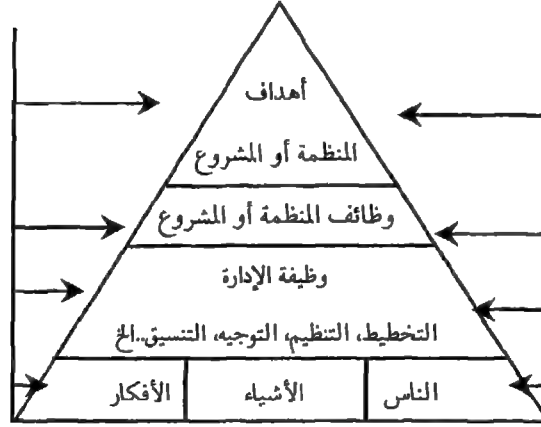 أهداف
المنظمة أو المشروع
وظائف المنظمة أو المشروع
وظيفة الإدارة
التخطيط، التنظيم، التوجيه، التنسيق..الخ
الناس
الأشياء
الأفكار